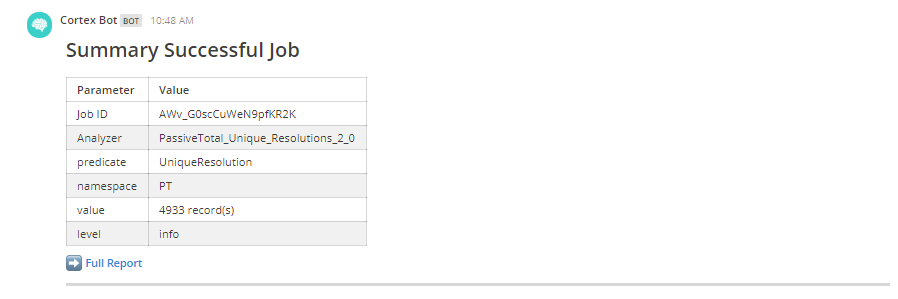 Cortex Bot BOT 10:48 AM
Summary Successful Job
Parameter Value
Job ID AWv_G0scCuWeN9pfKR2K
Analyzer PassiveTotal_Unique_Resolutions_2_0
predicate UniqueResolution
namespace PT
value 4933 record(s)
level info
Full Report